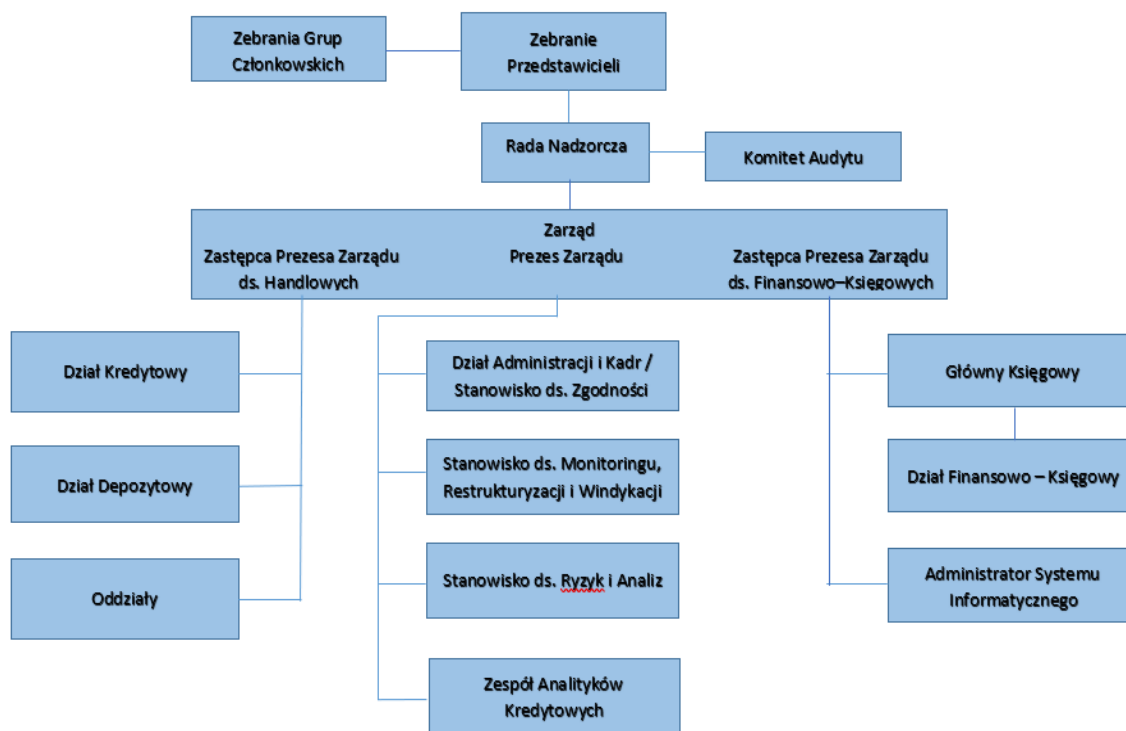 Zebrania Grup
Członkowskich
Zebranie
Przedstawicieli
Rada Nadzorcza
Komitet Audytu
Zarząd
Zastępca Prezesa Zarządu
ds. Handlowych
Prezes Zarządu
Zastępca Prezesa Zarządu
ds. Finansowo–Księgowych
Dział Kredytowy
Dział Depozytowy
Oddziały
Dział Administracji i Kadr /
Stanowisko ds. Zgodności
Stanowisko ds. Monitoringu,
Restrukturyzacji i Windykacji
Stanowisko ds. Ryzyk i Analiz
Zespół Analityków
Kredytowych
Główny Księgowy
Dział Finansowo – Księgowy
Administrator Systemu
Informatycznego